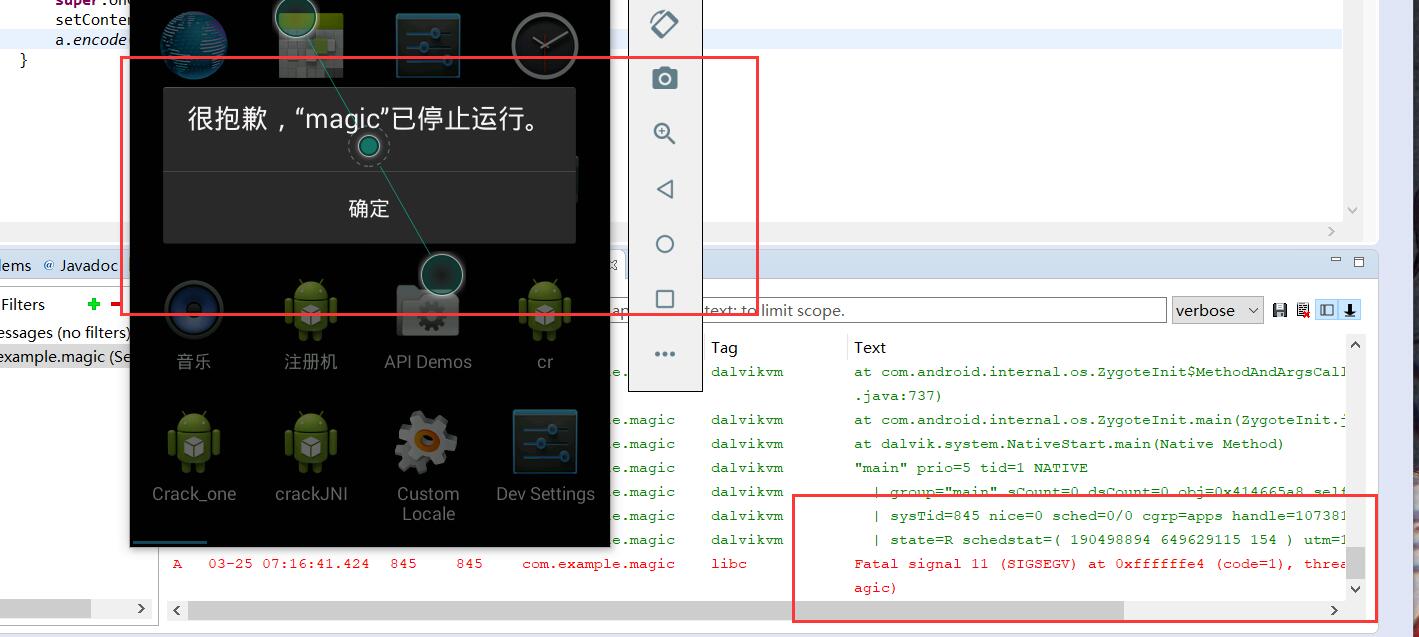 super.on
setConten
a.encode
}
很抱歉，“magic”已停止运行。
确定
音乐
注册机
API Demos
cr
Crack_one
crackJNI
Custom
Locale
Dev Settings
lems
@ Javadoc
Filters
essages (no filters)
example.magic (Se
text: to limit scope.
verbose
Tag
Text
e.magic dalvikvm at com.android.internal.os.ZygoteInit$MethodAndArgsCall
.java:737)
e.magic dalvikvm at com.android.internal.os.ZygoteInit.main(ZygoteInit.j
e.magic dalvikvm at dalvik.system.NativeStart.main(Native Method)
e.magic dalvikvm "main" prio=5 tid=1 NATIVE
e.magic dalvikvm | group="main" sCount=0 dsCount=0 obj=0x414665a8 self
e.magic dalvikvm | sysTid=845 nice=0 sched=0/0 cgrp=apps handle=107381
e.magic dalvikvm | state=R schedstat=( 190498894 649629115 154 ) utm=1
A 03-25 07:16:41.424 845 845 com.example.magic libc Fatal signal 11 (SIGSEGV) at 0xffffffe4 (code=1), threa
agic)